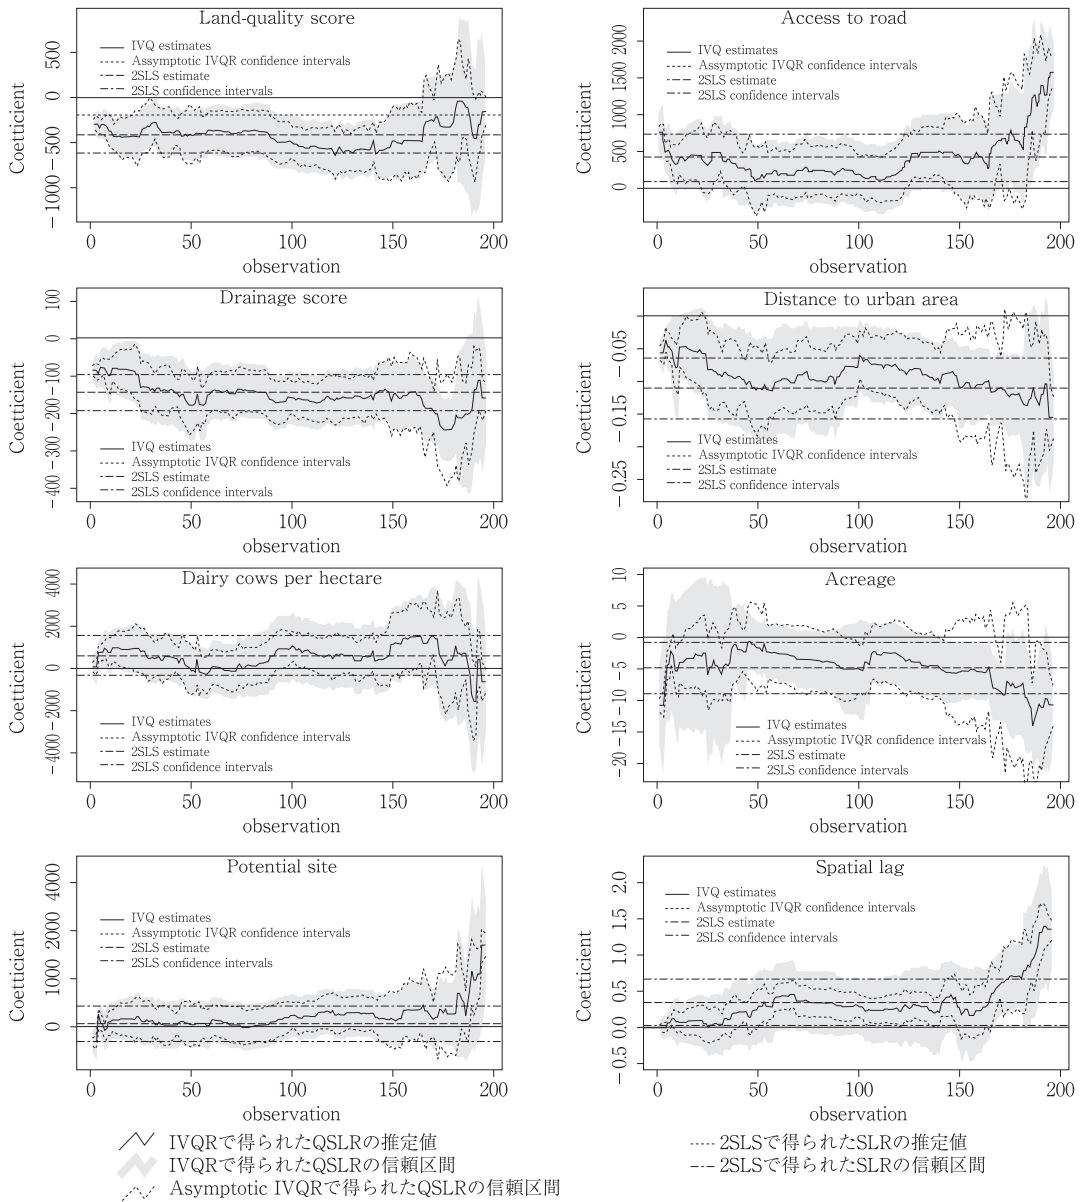 Land-quality score
IVQ estimates
Assymptotic IVQR confidence intervals
2SLS estimate
2SLS confidence intervals
Coetticient
500
0
−500
−1000
0 50 100 150 200
observation
Access to road
IVQ estimates
Assymptotic IVQR confidence intervals
2SLS estimate
2SLS confidence intervals
Coetticient
2000
1500
1000
500
0
0 50 100 150 200
observation
Drainage score
IVQ estimates
Assymptotic IVQR confidence intervals
2SLS estimate
2SLS confidence intervals
Coetticient
100
0
−100
−200
−300
−400
0 50 100 150 200
observation
Distance to urban area
IVQ estimates
Assymptotic IVQR confidence intervals
2SLS estimate
2SLS confidence intervals
Coetticient
−0.05
−0.15
−0.25
0 50 100 150 200
observation
Dairy cows per hectare
IVQ estimates
Assymptotic IVQR confidence intervals
2SLS estimate
2SLS confidence intervals
Coetticient
4000
2000
0
−2000
−4000
0 50 100 150 200
observation
Acreage
IVQ estimates
Assymptotic IVQR confidence intervals
2SLS estimate
2SLS confidence intervals
Coetticient
10
5
0
−5
−10
−15
−20
0 50 100 150 200
observation
Potential site
IVQ estimates
Assymptotic IVQR confidence intervals
2SLS estimate
2SLS confidence intervals
Coetticient
4000
2000
1000
0
0 50 100 150 200
observation
Spatial lag
IVQ estimates
Assymptotic IVQR confidence intervals
2SLS estimate
2SLS confidence intervals
Coetticient
2.0
1.5
1.0
0.5
0.0
−0.5
0 50 100 150 200
observation
IVQRで得られたQSLRの推定値
IVQRで得られたQSLRの信頼区間
Asymptotic IVQRで得られたQSLRの信頼区間
2SLSで得られたSLRの推定値
2SLSで得られたSLRの信頼区間